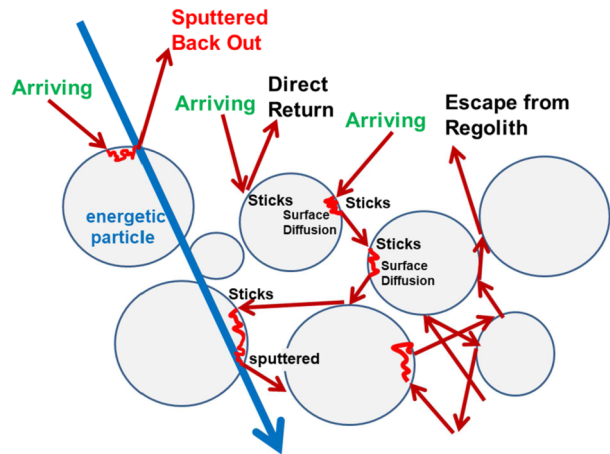 Sputtered
Back Out
Arriving
Direct
Return
Arriving
Arriving
Escape from
Regolith
energetic
particle
Sticks
Surface
Diffusion
Sticks
Sticks
Surface
Diffusion
Sticks
sputtered